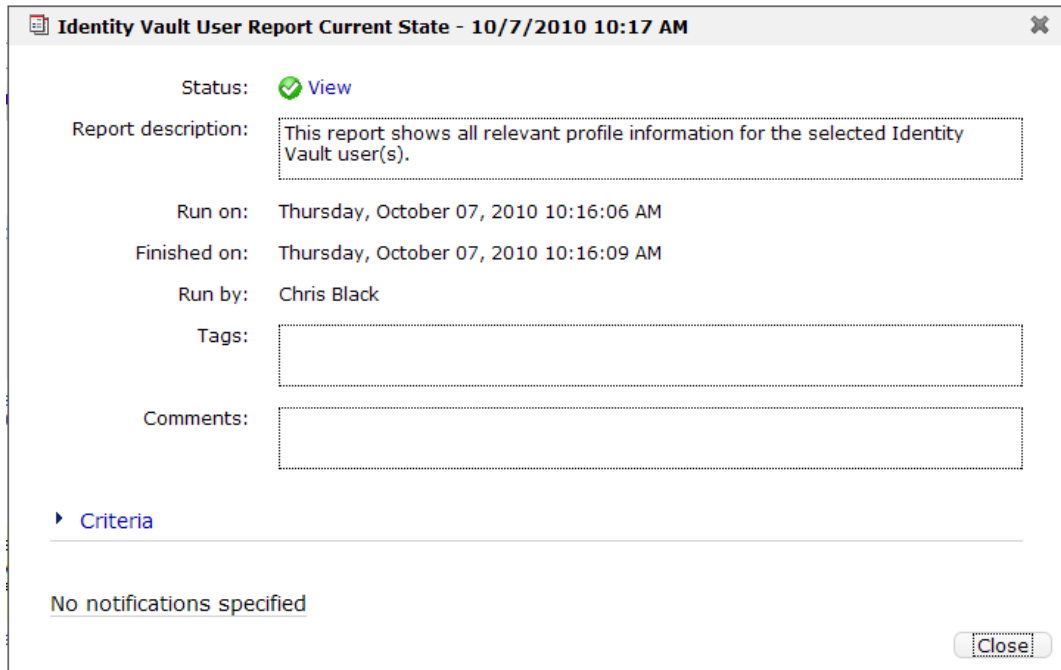 Identity Vault User Report Current State - 10/7/2010 10:17 AM
Status: View
Report description: This report shows all relevant profile information for the selected Identity
Vault user(s).
Run on: Thursday, October 07, 2010 10:16:06 AM
Finished on: Thursday, October 07, 2010 10:16:09 AM
Run by: Chris Black
Tags:
Comments:
Criteria
No notifications specified
Close